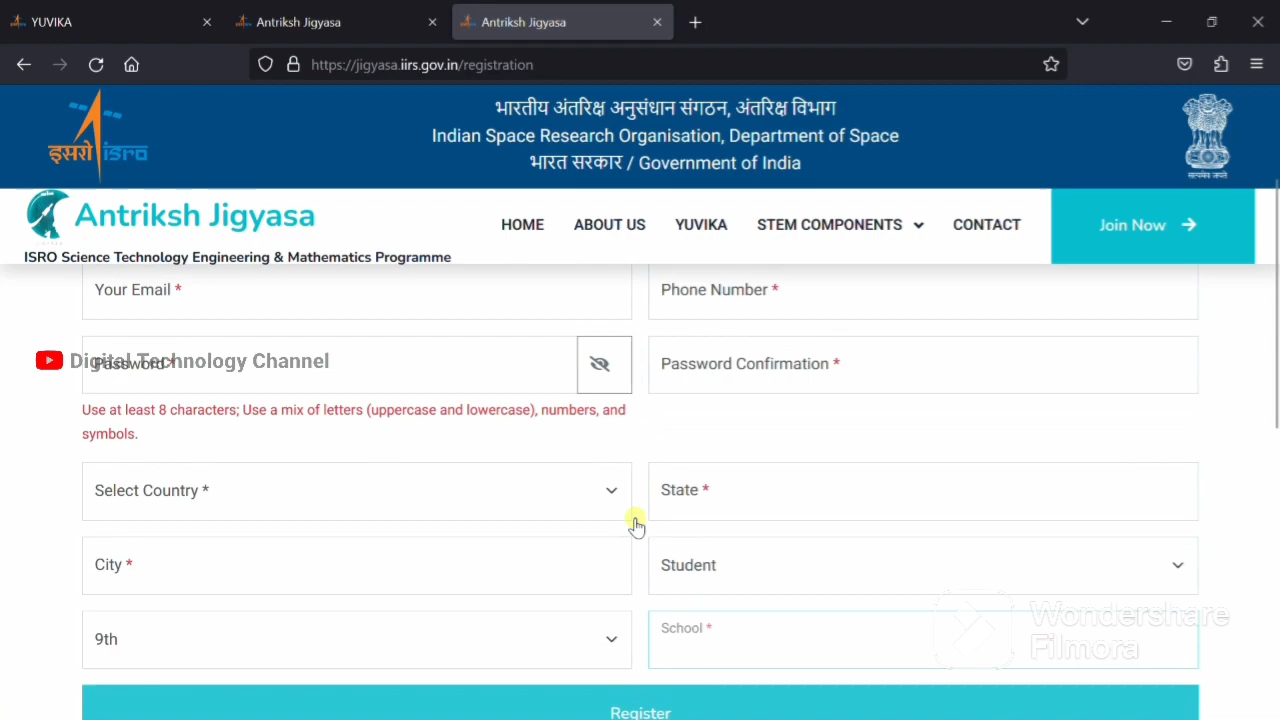 YUVIKA
Antriksh Jigyasa
Antriksh Jigyasa
https://jigyasa.iirs.gov.in/registration
भारतीय अंतरिक्ष अनुसंधान संगठन, अंतरिक्ष विभाग
Indian Space Research Organisation, Department of Space
भारत सरकार / Government of India
इसरो isro
सत्यमेव जयते
Antriksh Jigyasa
ISRO Science Technology Engineering & Mathematics Programme
HOME ABOUT US YUVIKA STEM COMPONENTS CONTACT
Join Now
Your Email *
Phone Number *
Digital Technology Channel
Password *
Password Confirmation *
Use at least 8 characters; Use a mix of letters (uppercase and lowercase), numbers, and
symbols.
Select Country *
State *
City *
Student
9th
School *
Wondershare
Filmora
Register